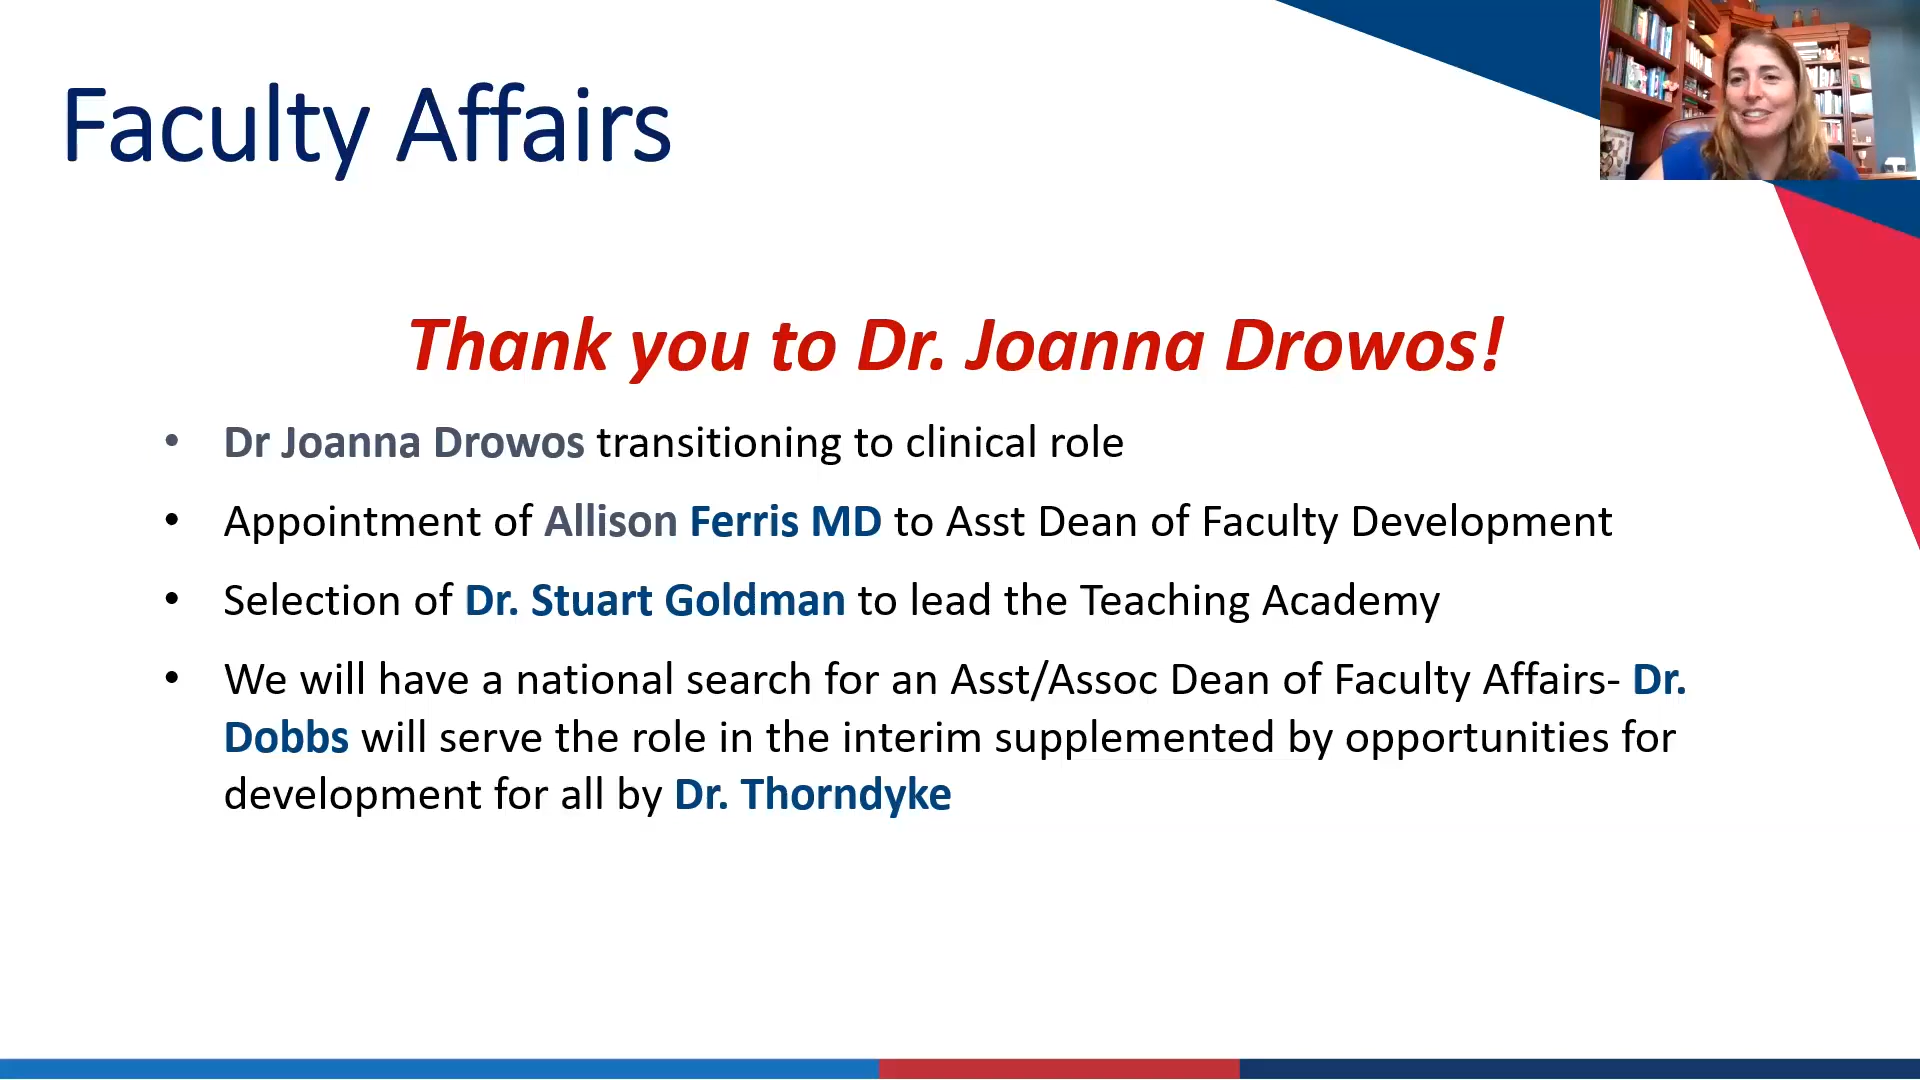 Faculty Affairs
Thank you to Dr. Joanna Drowos!
• Dr Joanna Drowos transitioning to clinical role
• Appointment of Allison Ferris MD to Asst Dean of Faculty Development
• Selection of Dr. Stuart Goldman to lead the Teaching Academy
• We will have a national search for an Asst/Assoc Dean of Faculty Affairs- Dr.
Dobbs will serve the role in the interim supplemented by opportunities for
development for all by Dr. Thorndyke